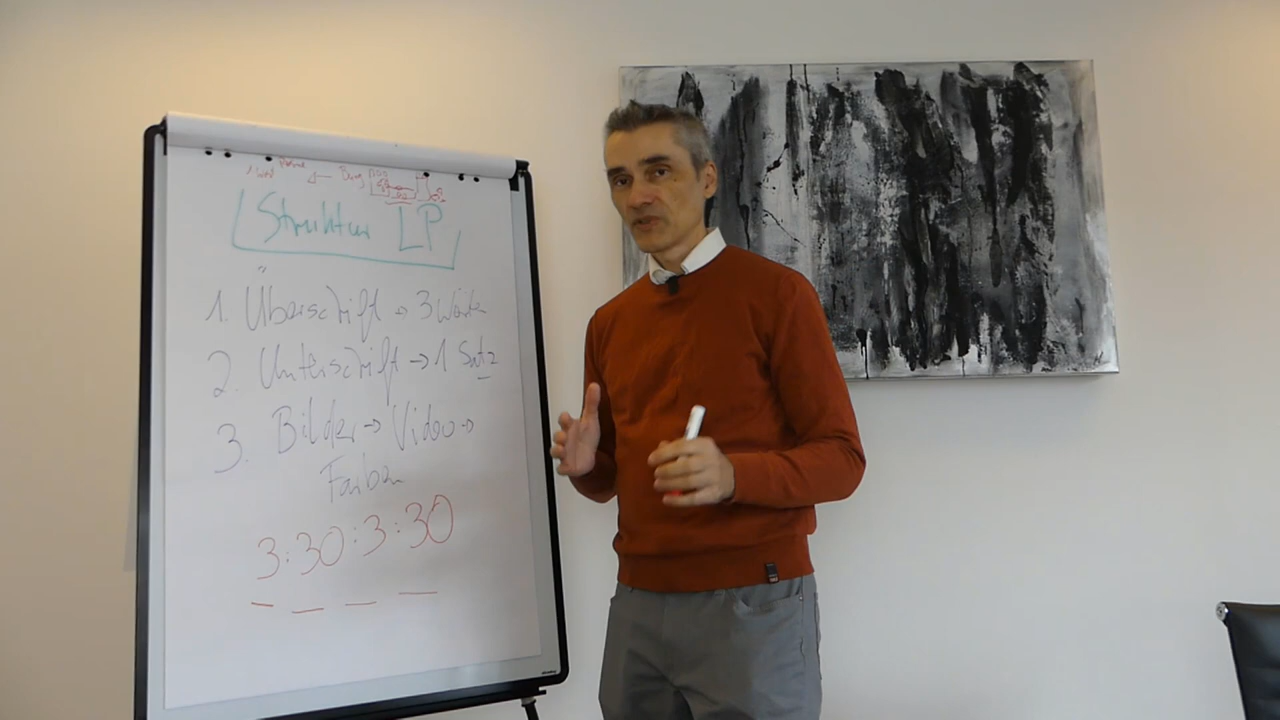 Struktur LP
1. Überschrift → 3 Worte
2. Unterschrift → 1 Satz
3. Bilder → Video →
Farben
3:30:3:30